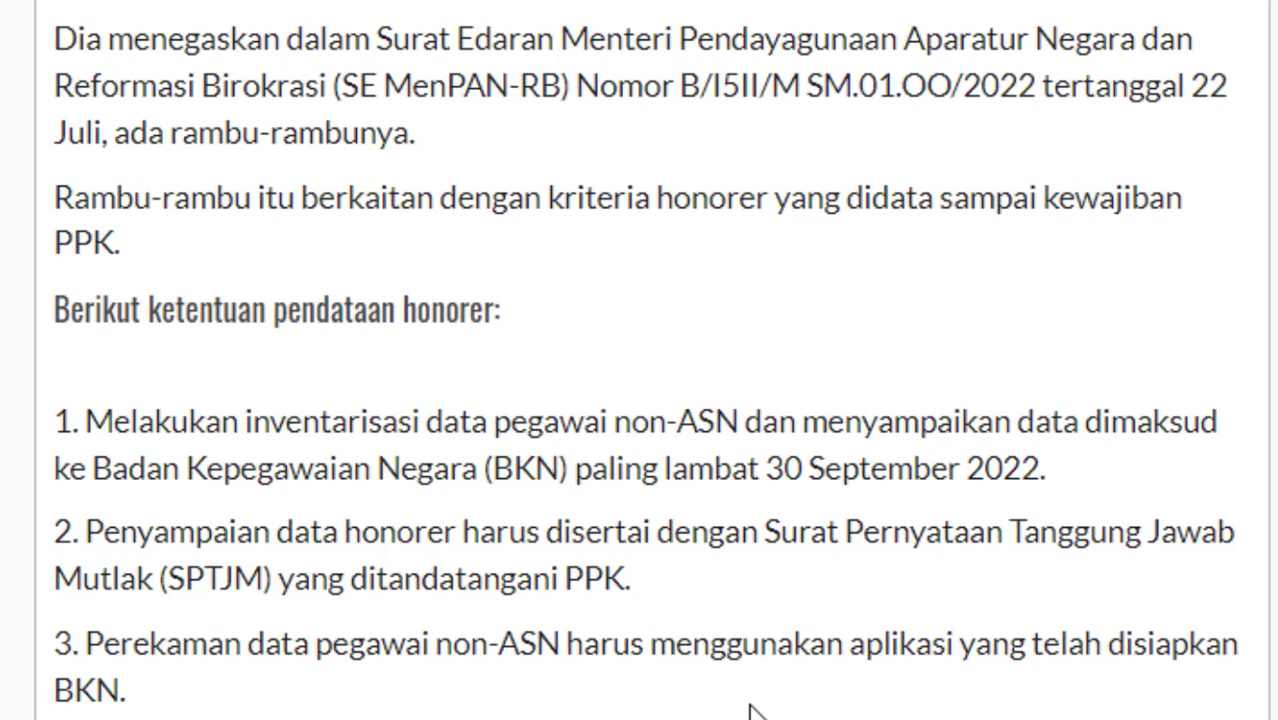 Dia menegaskan dalam Surat Edaran Menteri Pendayagunaan Aparatur Negara dan
Reformasi Birokrasi (SE MenPAN-RB) Nomor B/I5II/M SM.01.OO/2022 tertanggal 22
Juli, ada rambu-rambunya.
Rambu-rambu itu berkaitan dengan kriteria honorer yang didata sampai kewajiban
PPK.
Berikut ketentuan pendataan honorer:
1. Melakukan inventarisasi data pegawai non-ASN dan menyampaikan data dimaksud
ke Badan Kepegawaian Negara (BKN) paling lambat 30 September 2022.
2. Penyampaian data honorer harus disertai dengan Surat Pernyataan Tanggung Jawab
Mutlak (SPTJM) yang ditandatangani PPK.
3. Perekaman data pegawai non-ASN harus menggunakan aplikasi yang telah disiapkan
BKN.